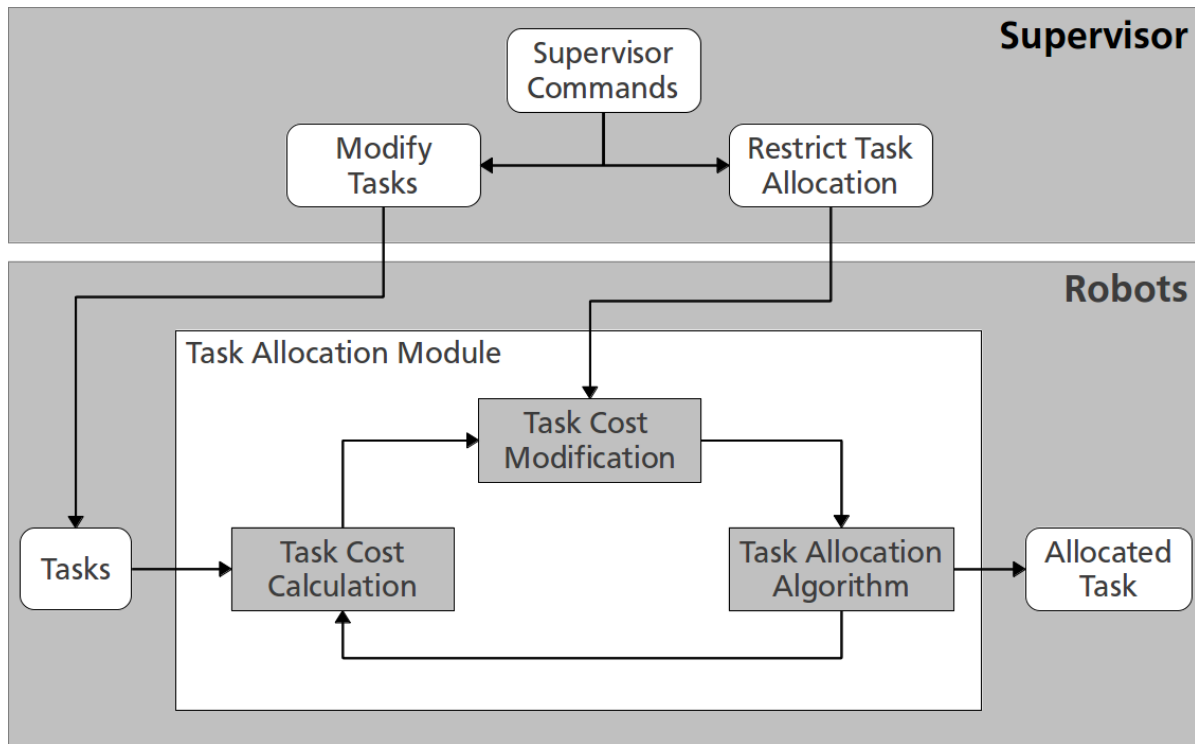 Supervisor
Supervisor
Commands
Modify
Tasks
Restrict Task
Allocation
Robots
Task Allocation Module
Task Cost
Modification
Tasks
Task Cost
Calculation
Task Allocation
Algorithm
Allocated
Task